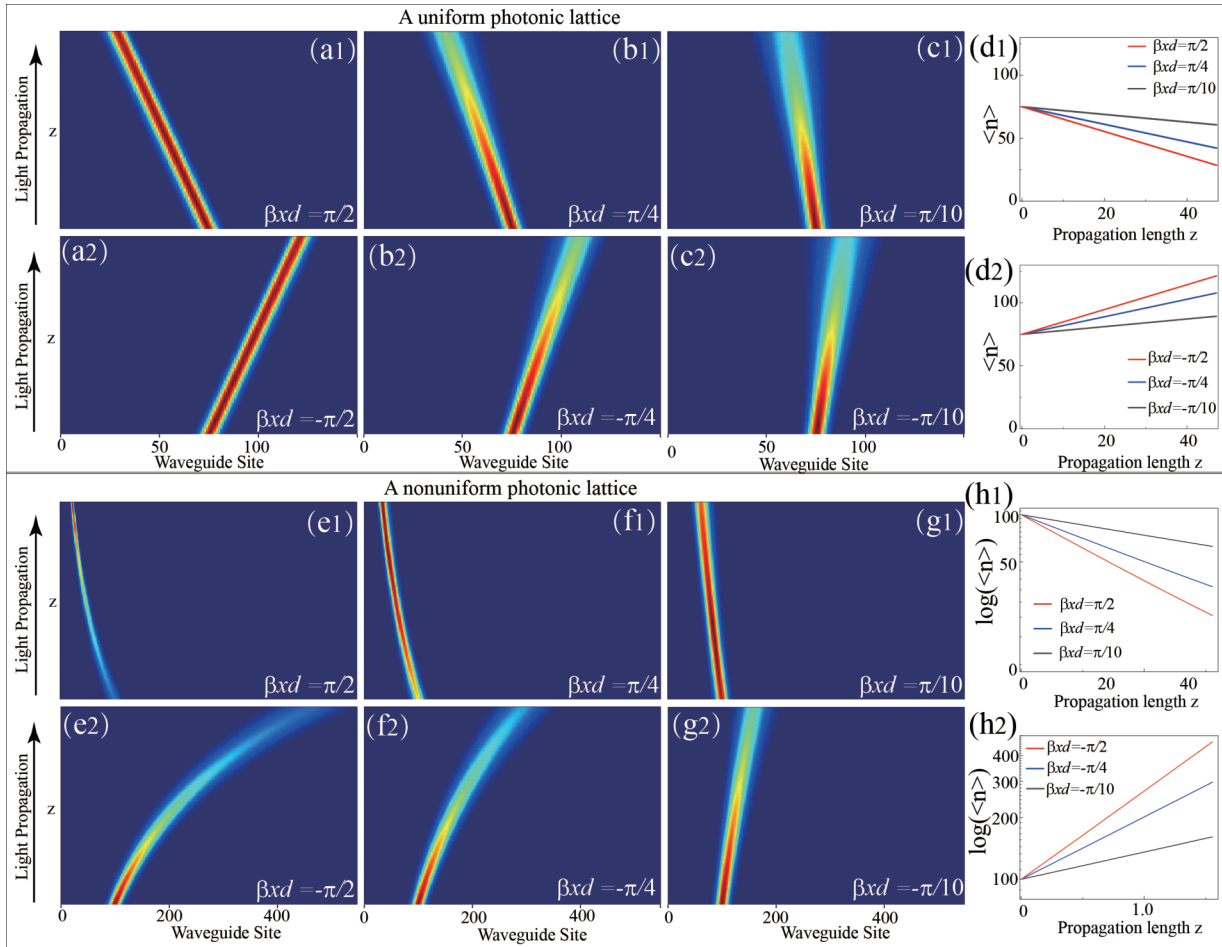 A uniform photonic lattice
Light Propagation
z
(a1)
βxd =π/2
(b1)
βxd =π/4
(c1)
βxd =π/10
(d1)
βxd=π/2
βxd=π/4
βxd=π/10
100
50
0
<n>
0 20 40
Propagation length z
Light Propagation
z
(a2)
βxd =-π/2
(b2)
βxd =-π/4
(c2)
βxd =-π/10
0 50 100
Waveguide Site
0 50 100
Waveguide Site
0 50 100
Waveguide Site
(d2)
100
50
0
<n>
βxd=-π/2
βxd=-π/4
βxd=-π/10
0 20 40
Propagation length z
A nonuniform photonic lattice
Light Propagation
z
(e1)
βxd =π/2
(f1)
βxd =π/4
(g1)
βxd =π/10
(h1)
100
50
0
log(<n>)
βxd=π/2
βxd=π/4
βxd=π/10
0 20 40
Propagation length z
Light Propagation
z
(e2)
βxd =-π/2
(f2)
βxd =-π/4
(g2)
βxd =-π/10
0 200 400
Waveguide Site
0 200 400
Waveguide Site
0 200 400
Waveguide Site
(h2)
βxd=-π/2
βxd=-π/4
βxd=-π/10
400
300
200
100
log(<n>)
0 1.0
Propagation length z